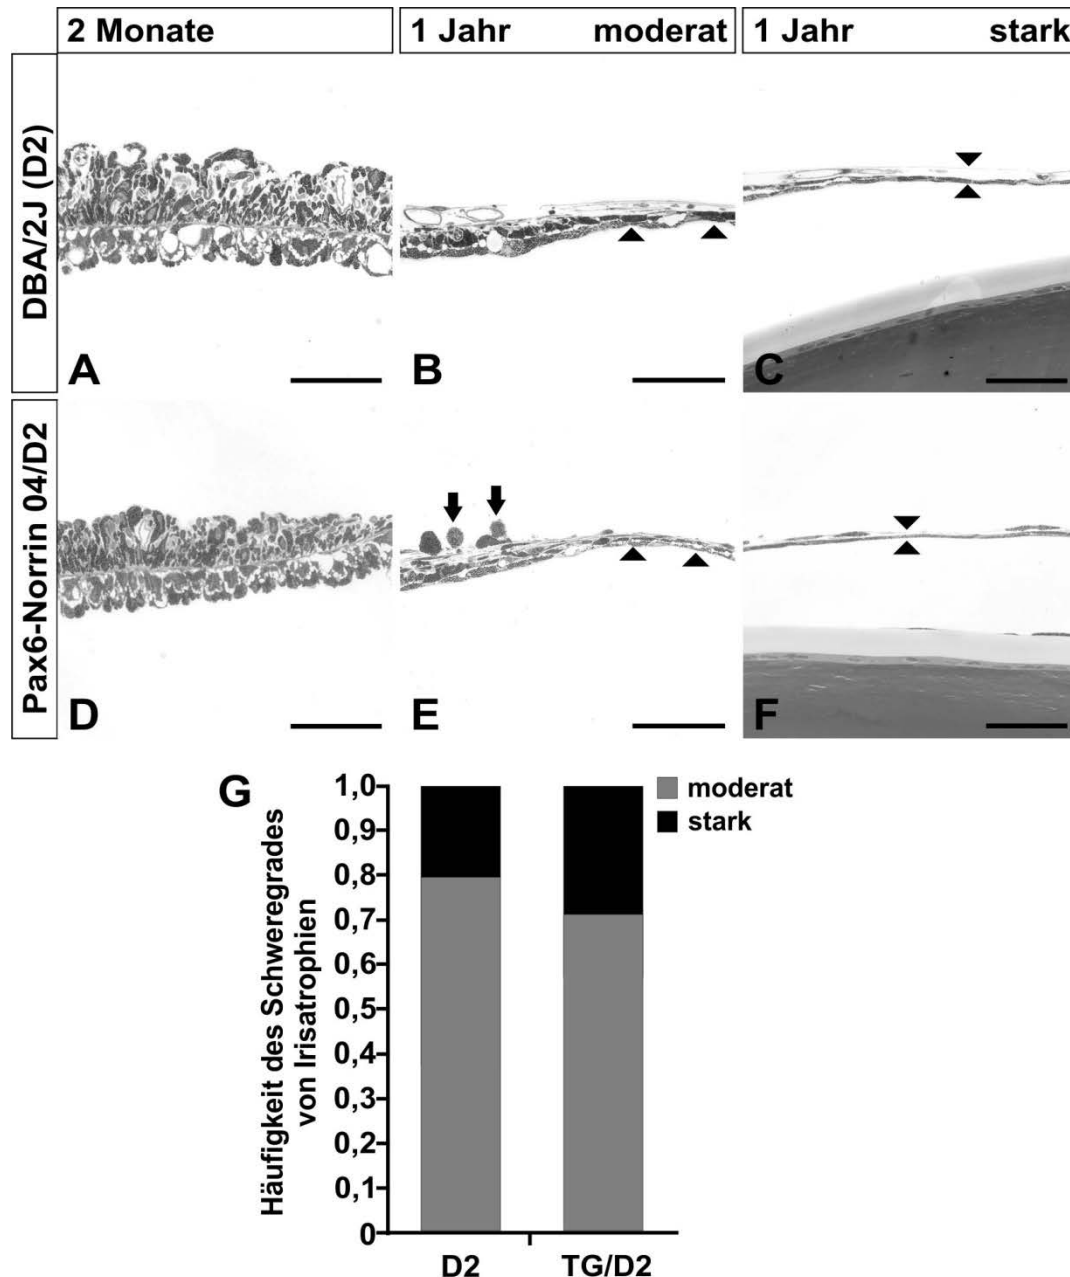 2 Monate
1 Jahr moderat
1 Jahr stark
DBA/2J (D2)
A
B
C
Pax6-Norrin 04/D2
D
E
F
G
Häufigkeit des Schweregrades
von Irisatrophien
1,0
0,9
0,8
0,7
0,6
0,5
0,4
0,3
0,2
0,1
0
D2
TG/D2
moderat
stark